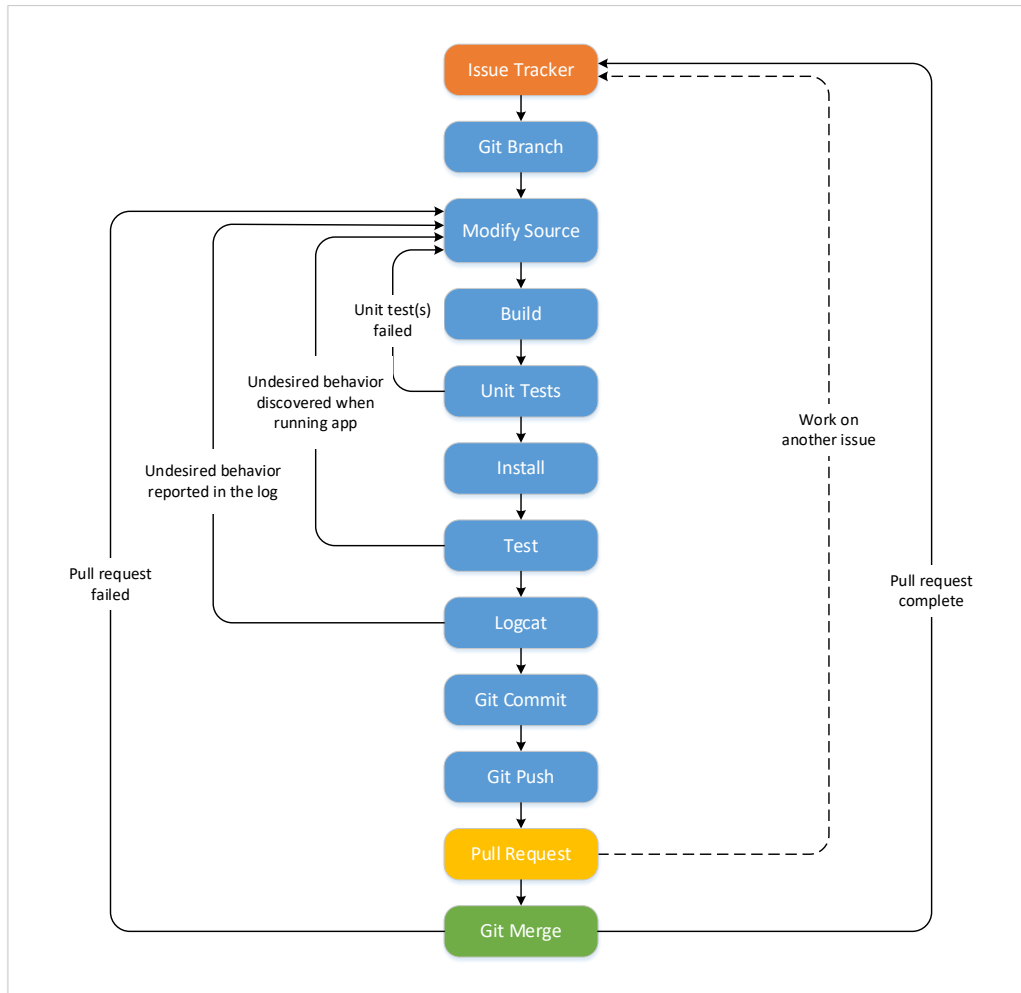 Issue Tracker
Git Branch
Modify Source
Unit test(s)
failed
Build
Undesired behavior
discovered when
running app
Unit Tests
Work on
another issue
Undesired behavior
reported in the log
Install
Test
Pull request
failed
Pull request
complete
Logcat
Git Commit
Git Push
Pull Request
Git Merge